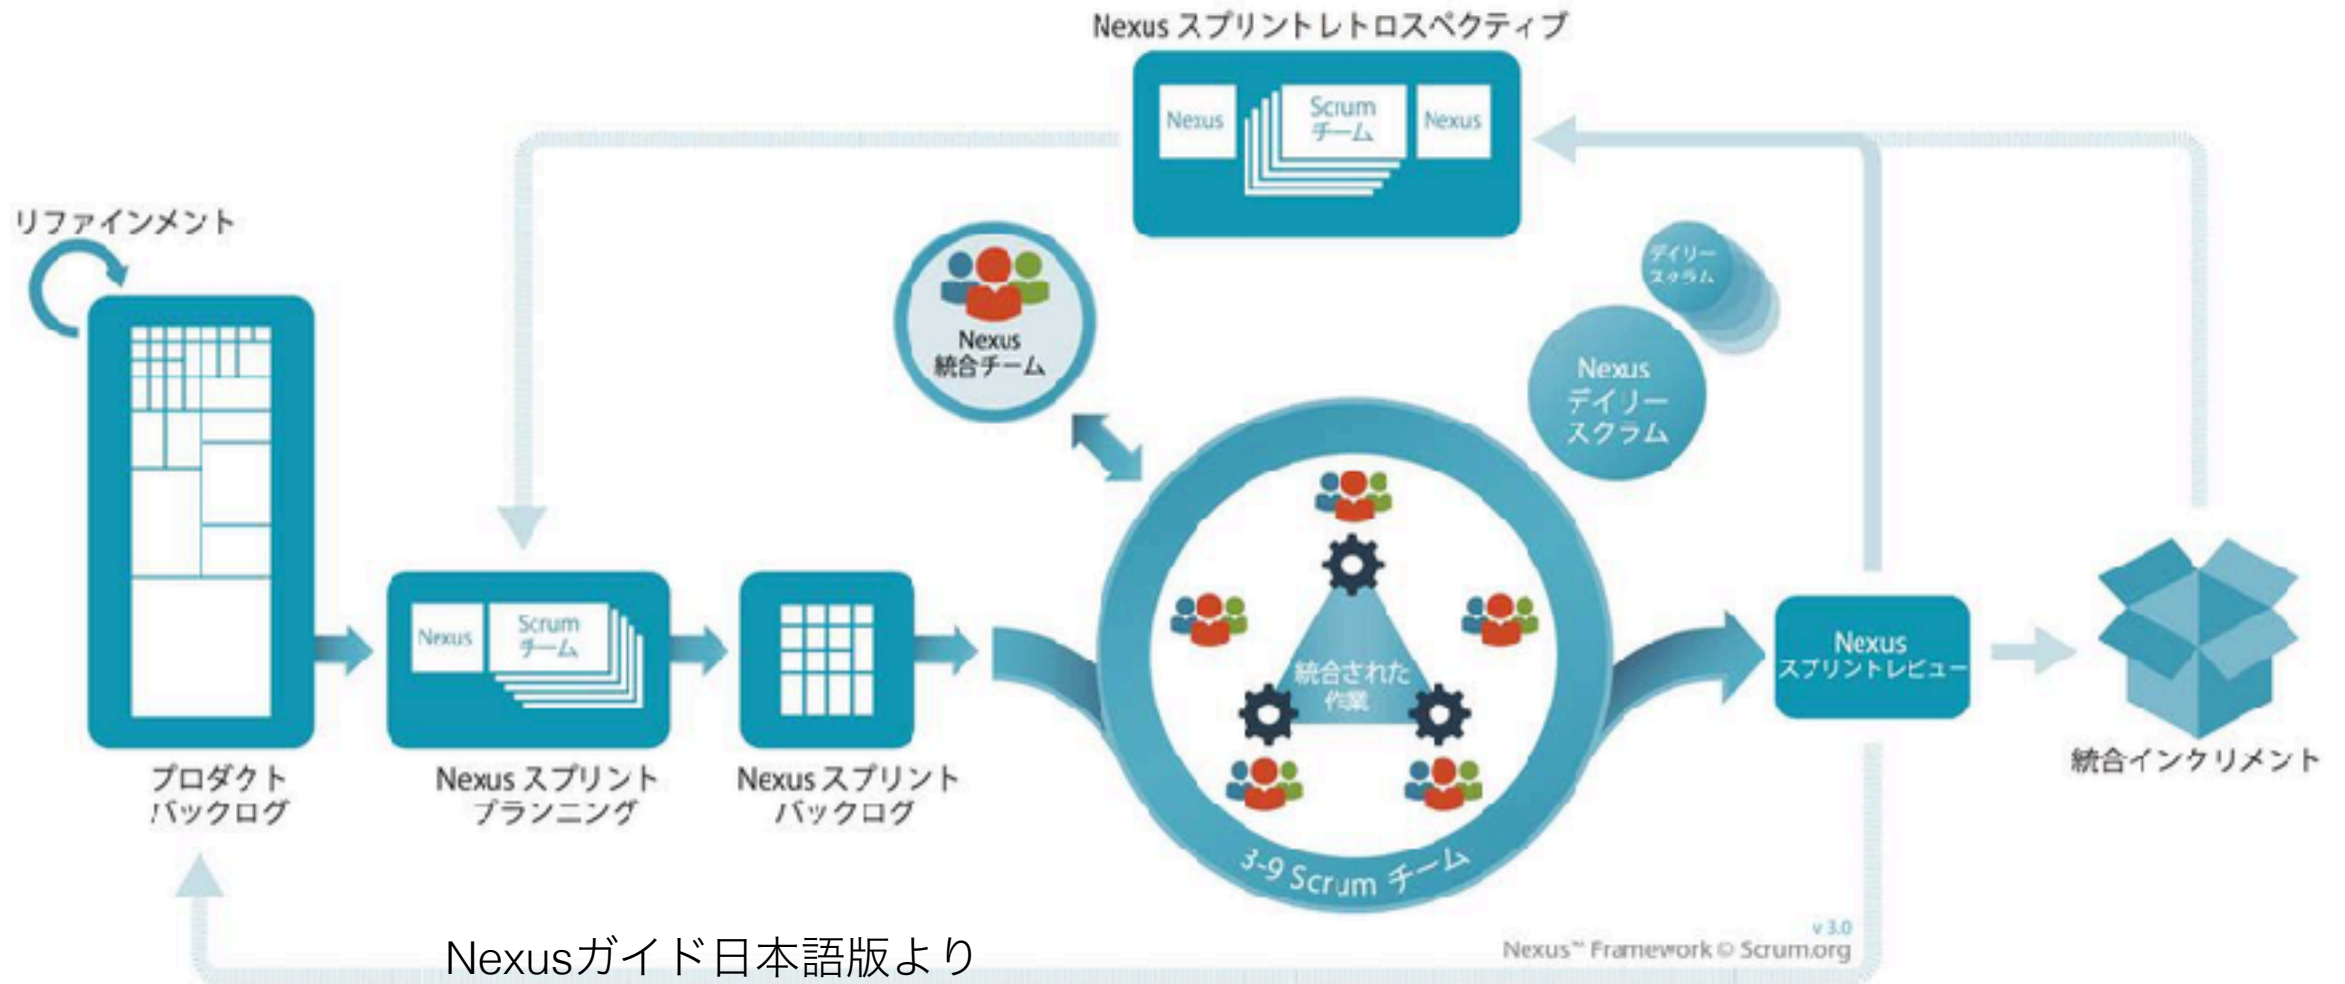 Nexus スプリントレトロスペクティブ
Nexus
Scrum
チーム
Nexus
リファインメント
デイリー
スクラム
Nexus
統合チーム
Nexus
デイリー
スクラム
Nexus
Scrum
チーム
統合された
作業
Nexus
スプリントレビュー
プロダクト
バックログ
Nexus スプリント
プランニング
Nexus スプリント
バックログ
統合インクリメント
3-9 Scrum チーム
v 3.0
Nexus™ Framework © Scrum.org
Nexusガイド日本語版より